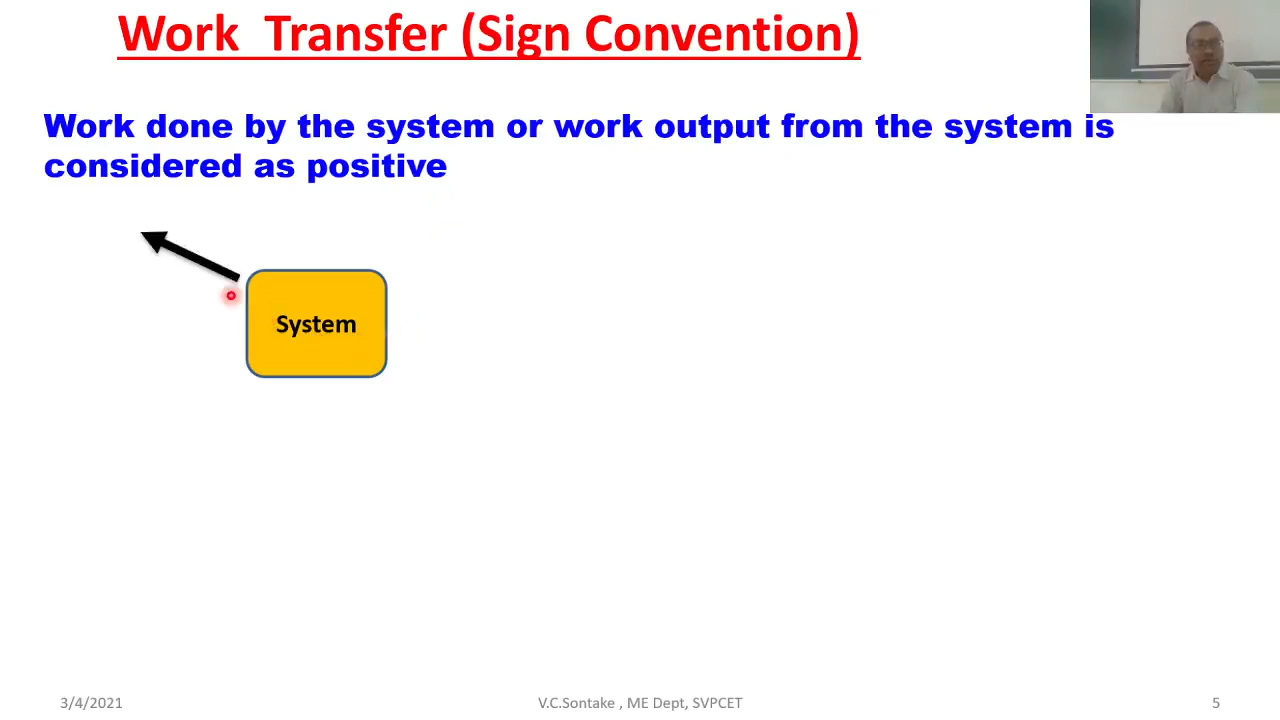 Work Transfer (Sign Convention)
Work done by the system or work output from the system is
considered as positive
System
3/4/2021
V.C.Sontake , ME Dept, SVPCET
5